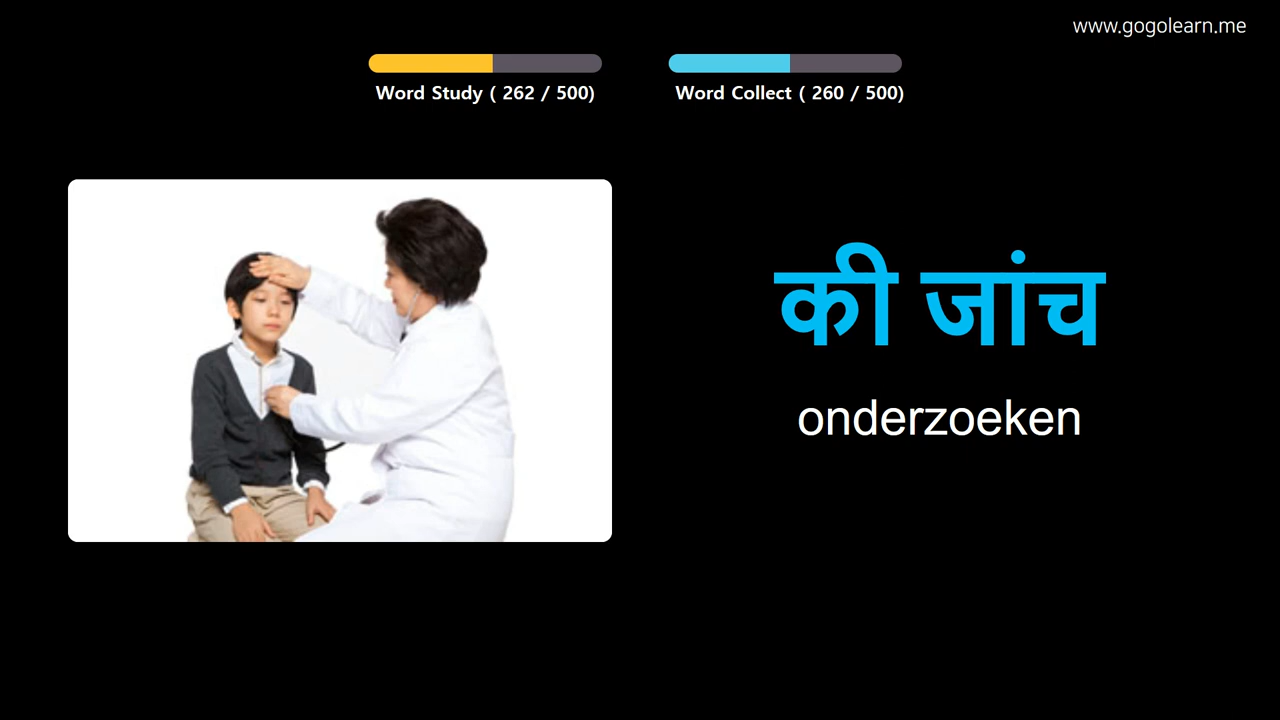 www.gogolearn.me
Word Study ( 262 / 500)
Word Collect ( 260 / 500)
की जांच
onderzoeken